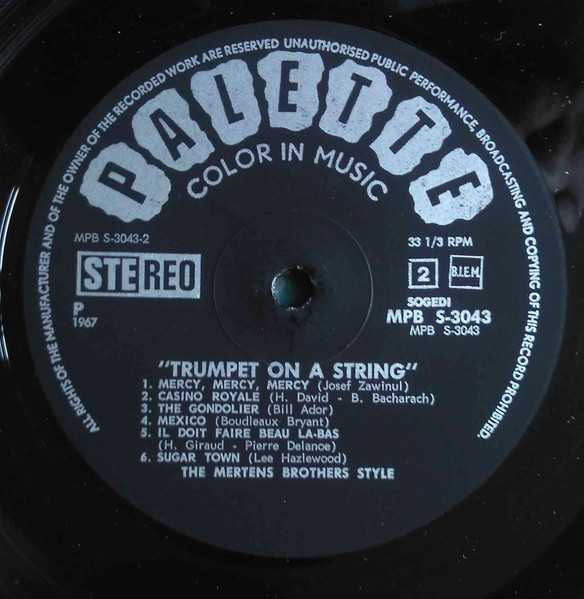 ALL RIGHTS OF THE MANUFACTURER AND OF THE OWNER OF THE RECORDED WORK ARE RESERVED UNAUTHORISED PUBLIC PERFORMANCE, BROADCASTING AND COPYING OF THIS RECORD PROHIBITED.
PALETTE
COLOR IN MUSIC
MPB S-3043-2
33 1/3 RPM
STEREO
2
B.I.E.M.
P
1967
SOGEDI
MPB S-3043
MPB S-3043
"TRUMPET ON A STRING"
1. MERCY, MERCY, MERCY (Josef Zawinul)
2. CASINO ROYALE (H. David - B. Bacharach)
3. THE GONDOLIER (Bill Ador)
4. MEXICO (Boudleaux Bryant)
5. IL DOIT FAIRE BEAU LA-BAS
(H. Giraud - Pierre Delanoe)
6. SUGAR TOWN (Lee Hazlewood)
THE MERTENS BROTHERS STYLE